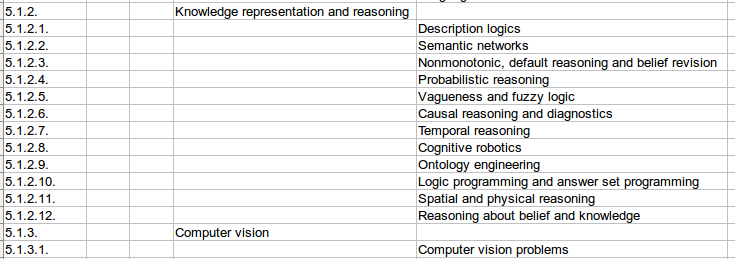 5.1.2. Knowledge representation and reasoning
5.1.2.1. Description logics
5.1.2.2. Semantic networks
5.1.2.3. Nonmonotonic, default reasoning and belief revision
5.1.2.4. Probabilistic reasoning
5.1.2.5. Vagueness and fuzzy logic
5.1.2.6. Causal reasoning and diagnostics
5.1.2.7. Temporal reasoning
5.1.2.8. Cognitive robotics
5.1.2.9. Ontology engineering
5.1.2.10. Logic programming and answer set programming
5.1.2.11. Spatial and physical reasoning
5.1.2.12. Reasoning about belief and knowledge
5.1.3. Computer vision
5.1.3.1. Computer vision problems